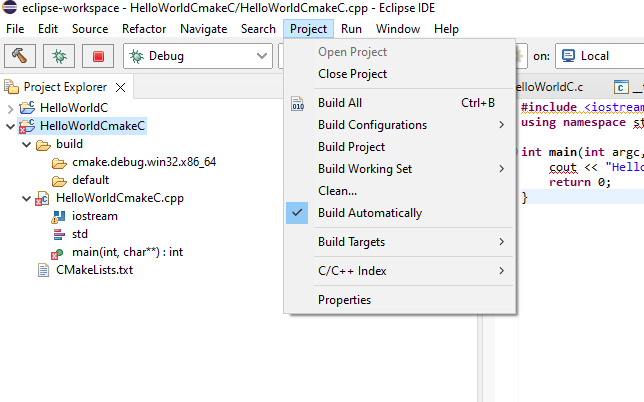 eclipse-workspace - HelloWorldCmakeC/HelloWorldCmakeC.cpp - Eclipse IDE
File Edit Source Refactor Navigate Search Project Run Window Help
Debug
on: Local
Project Explorer
HelloWorldC
HelloWorldCmakeC
build
cmake.debug.win32.x86_64
default
HelloWorldCmakeC.cpp
iostream
std
main(int, char**) : int
CMakeLists.txt
Open Project
Close Project
010
Build All Ctrl+B
Build Configurations
Build Project
Build Working Set
Clean...
Build Automatically
Build Targets
C/C++ Index
Properties
elloWorldC.c
#include <iostream
using namespace st
int main(int argc,
cout << "Hello
return 0;
}